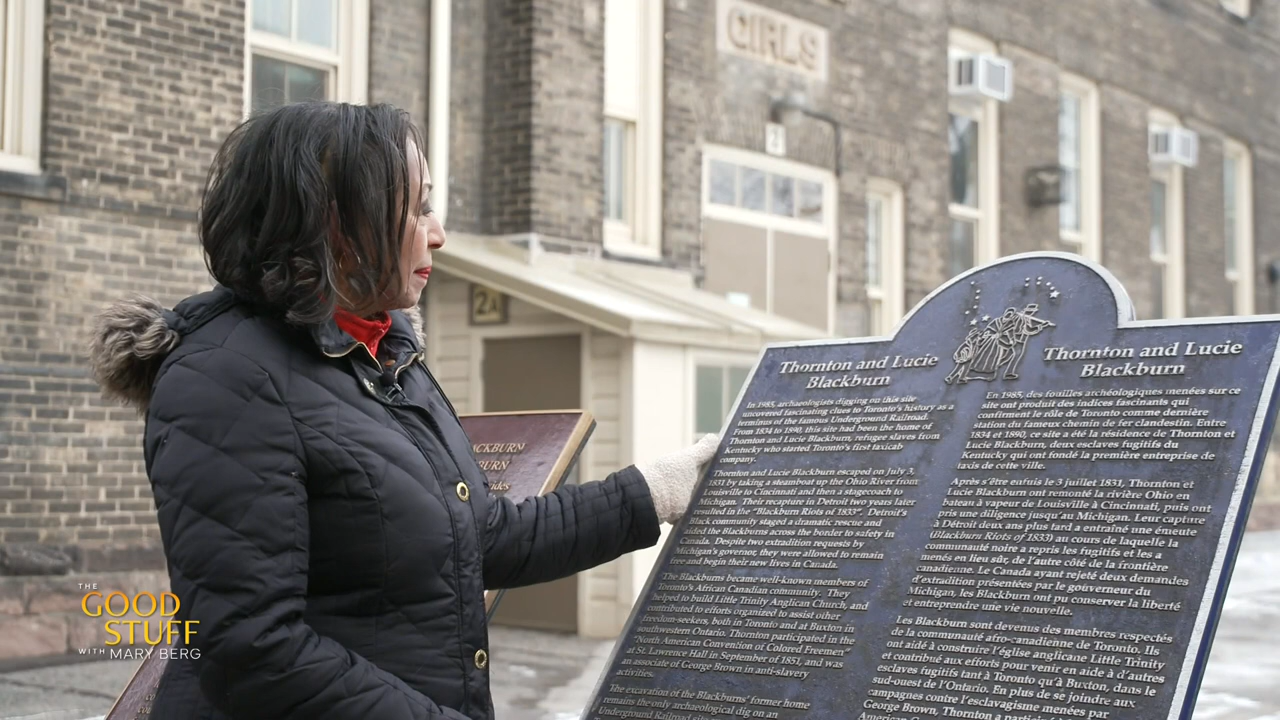 GIRLS
2
2A
BLACKBURN
Thornton and Lucie
Blackburn
In 1985, archaeologists digging on this site
uncovered fascinating clues to Toronto's history as a
terminus of the famous Underground Railroad.
From 1834 to 1890, this site had been the home of
Thornton and Lucie Blackburn, refugee slaves from
Kentucky who started Toronto's first taxicab
company.
Thornton and Lucie Blackburn escaped on July 3,
1831 by taking a steamboat up the Ohio River from
Louisville to Cincinnati and then a stagecoach to
Michigan. Their recapture in Detroit two years later
resulted in the "Blackburn Riots of 1833". Detroit's
Black community staged a dramatic rescue and
aided the Blackburns across the border to safety in
Canada. Despite two extradition requests by
Michigan's governor, they were allowed to remain
free and begin their new lives in Canada.
The Blackburns became well-known members of
Toronto's African Canadian community. They
helped to build Little Trinity Anglican Church, and
contributed to efforts organized to assist other
freedom-seekers, both in Toronto and at Buxton in
southwestern Ontario. Thornton participated in the
"North American Convention of Colored Freemen"
at St. Lawrence Hall in September of 1851, and was
an associate of George Brown in anti-slavery
activities.
The excavation of the Blackburns' former home
remains the only archaeological dig on an
Underground Railroad site
Thornton and Lucie
Blackburn
En 1985, des fouilles archéologiques menées sur ce
site ont produit des indices fascinants qui
confirment le rôle de Toronto comme dernière
station du fameux chemin de fer clandestin. Entre
1834 et 1890, ce site a été la résidence de Thornton et
Lucie Blackburn, deux esclaves fugitifs du
Kentucky qui ont fondé la première entreprise de
taxis de cette ville.
Après s'être enfuis le 3 juillet 1831, Thornton et
Lucie Blackburn ont remonté la rivière Ohio en
bateau à vapeur de Louisville à Cincinnati, puis ont
pris une diligence jusqu'au Michigan. Leur capture
à Détroit deux ans plus tard a entraîné une émeute
(Blackburn Riots of 1833) au cours de laquelle la
communauté noire a repris les fugitifs et les a
menés en lieu sûr, de l'autre côté de la frontière
canadienne. Le Canada ayant rejeté deux demandes
d'extradition présentées par le gouverneur du
Michigan, les Blackburn ont pu conserver la liberté
et entreprendre une vie nouvelle.
Les Blackburn sont devenus des membres respectés
de la communauté afro-canadienne de Toronto. Ils
ont aidé à construire l'église anglicane Little Trinity
et contribué aux efforts pour venir en aide à d'autres
esclaves fugitifs tant à Toronto qu'à Buxton, dans le
sud-ouest de l'Ontario. En plus de se joindre aux
campagnes contre l'esclavagisme menées par
George Brown, Thornton a participé
THE
GOOD
STUFF
WITH MARY BERG